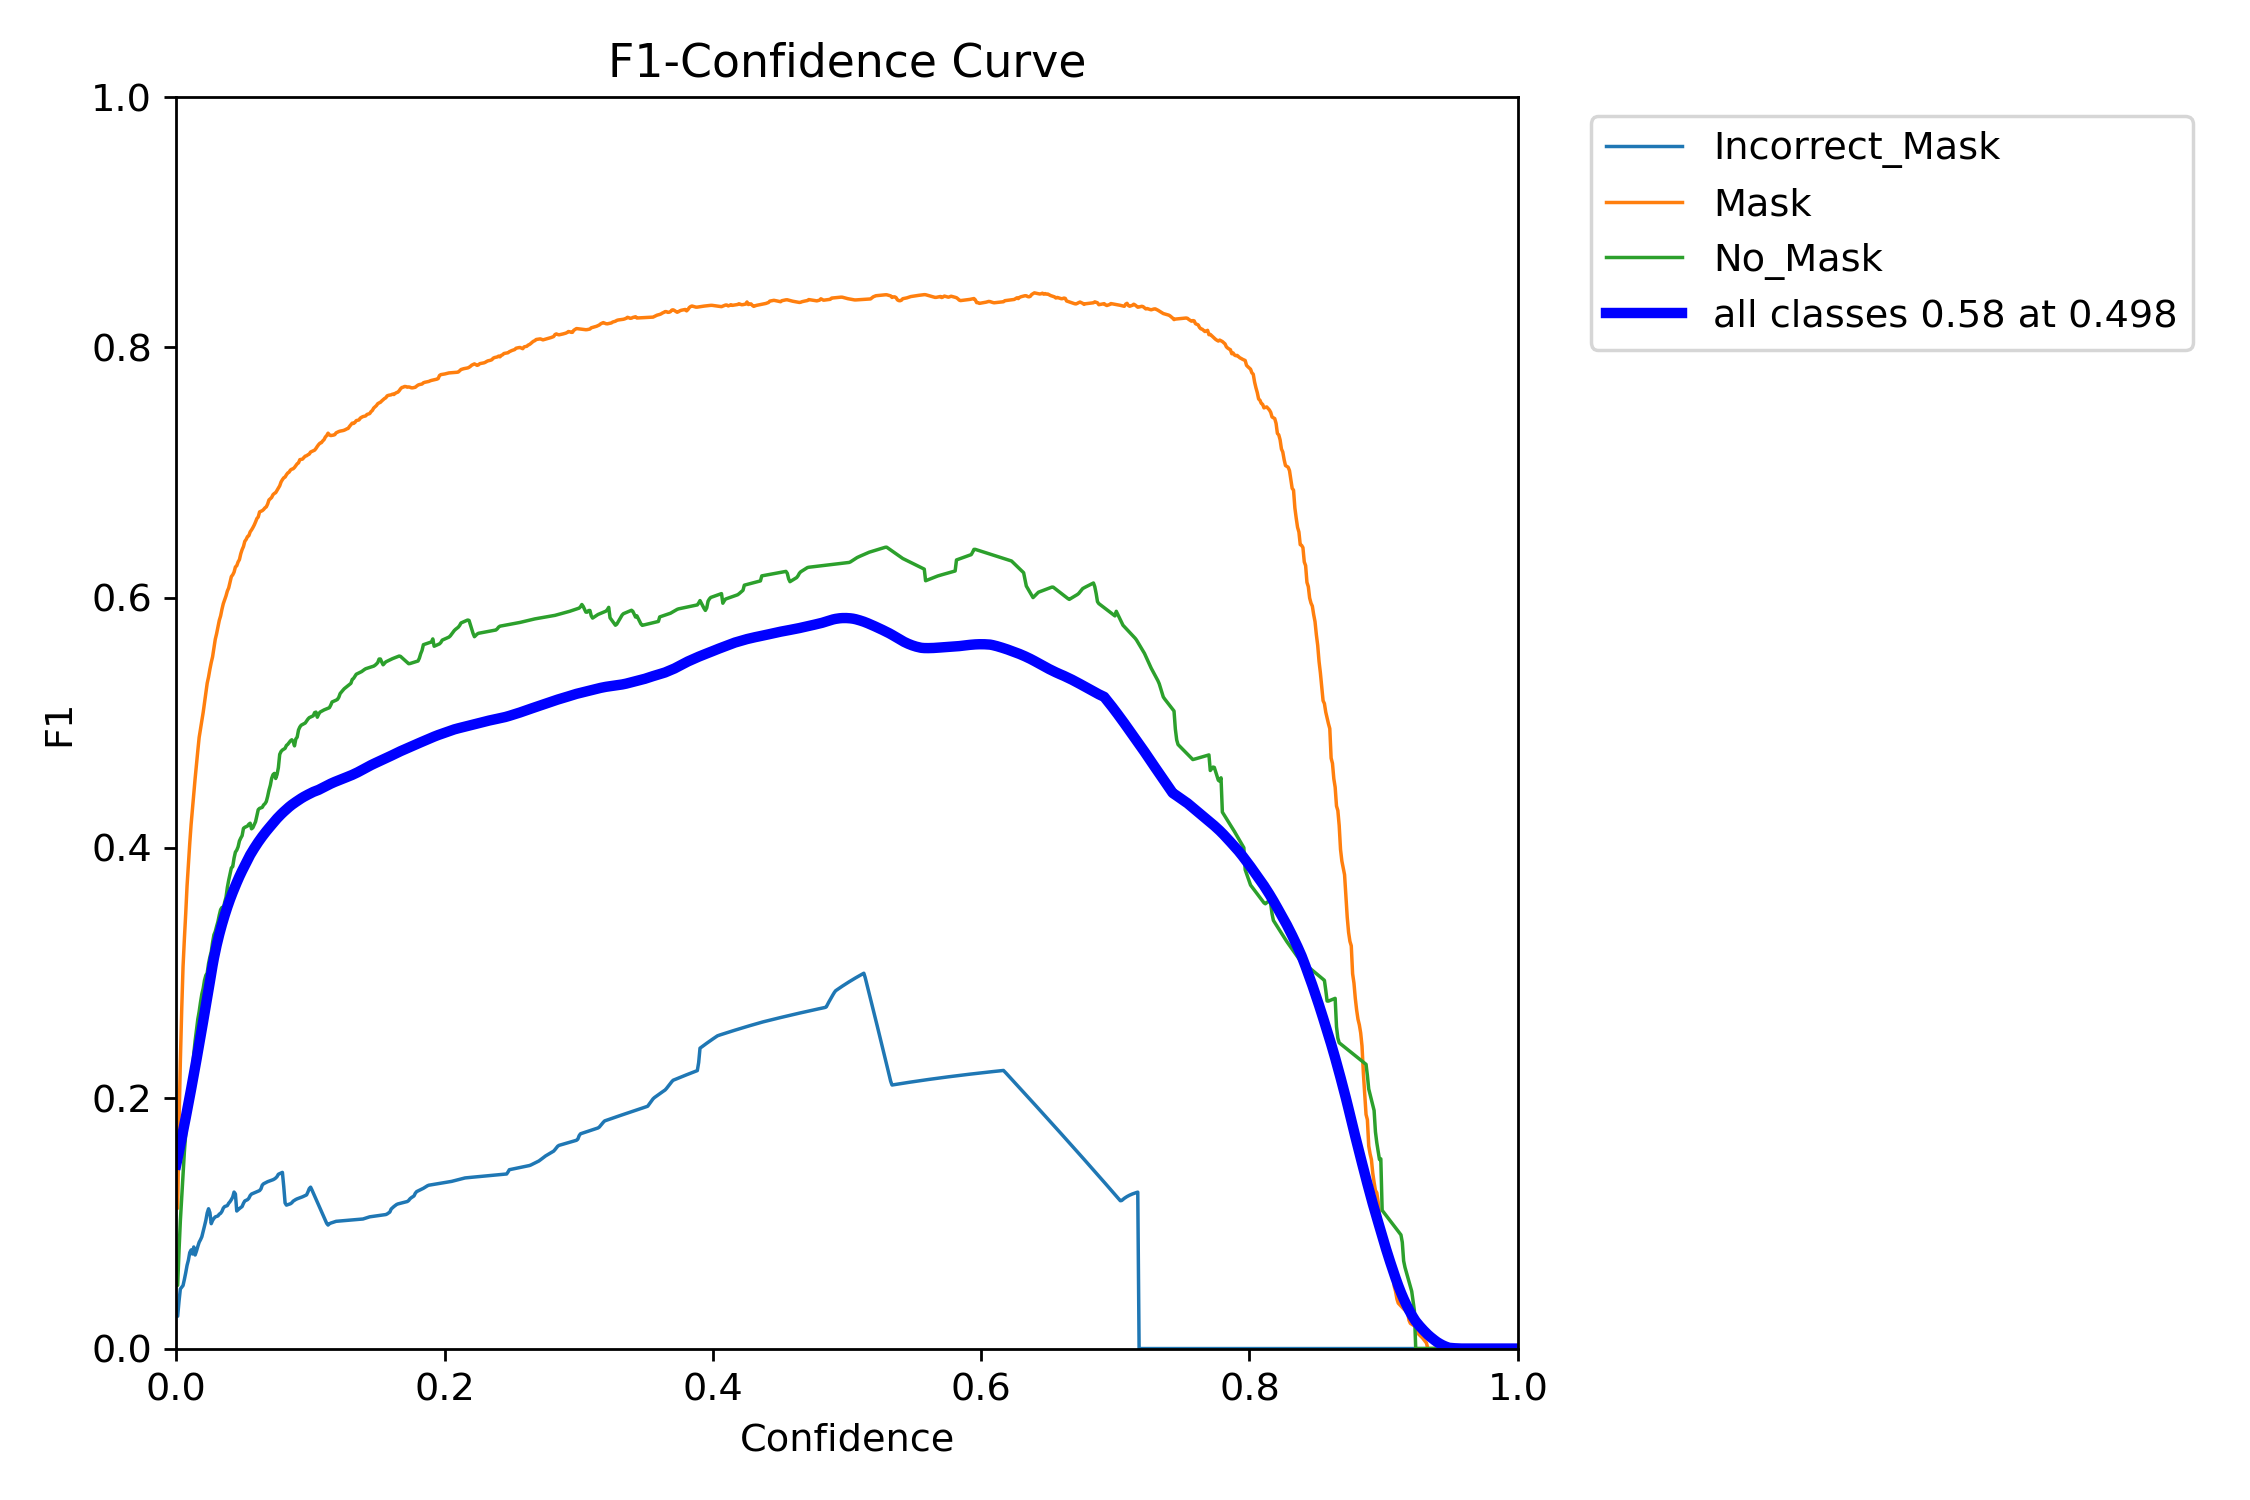 F1-Confidence Curve
1.0
0.8
0.6
0.4
0.2
0.0
F1
0.0 0.2 0.4 0.6 0.8 1.0
Confidence
Incorrect_Mask
Mask
No_Mask
all classes 0.58 at 0.498